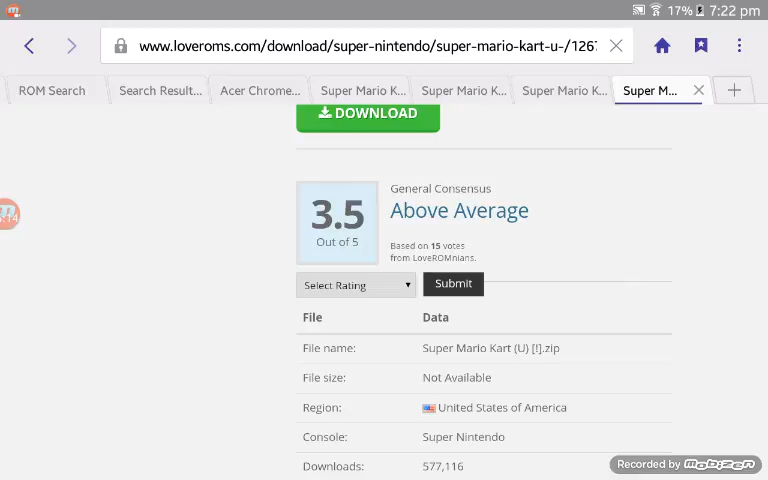 17% 7:22 pm
www.loveroms.com/download/super-nintendo/super-mario-kart-u-/1267
ROM Search
Search Result...
Acer Chrome...
Super Mario K...
Super Mario K...
Super Mario K...
Super M...
DOWNLOAD
3.5
Out of 5
General Consensus
Above Average
Based on 15 votes
from LoveROMnians.
Select Rating
Submit
File Data
File name: Super Mario Kart (U) [!].zip
File size: Not Available
Region: United States of America
Console: Super Nintendo
Downloads: 577,116
Recorded by mobizen